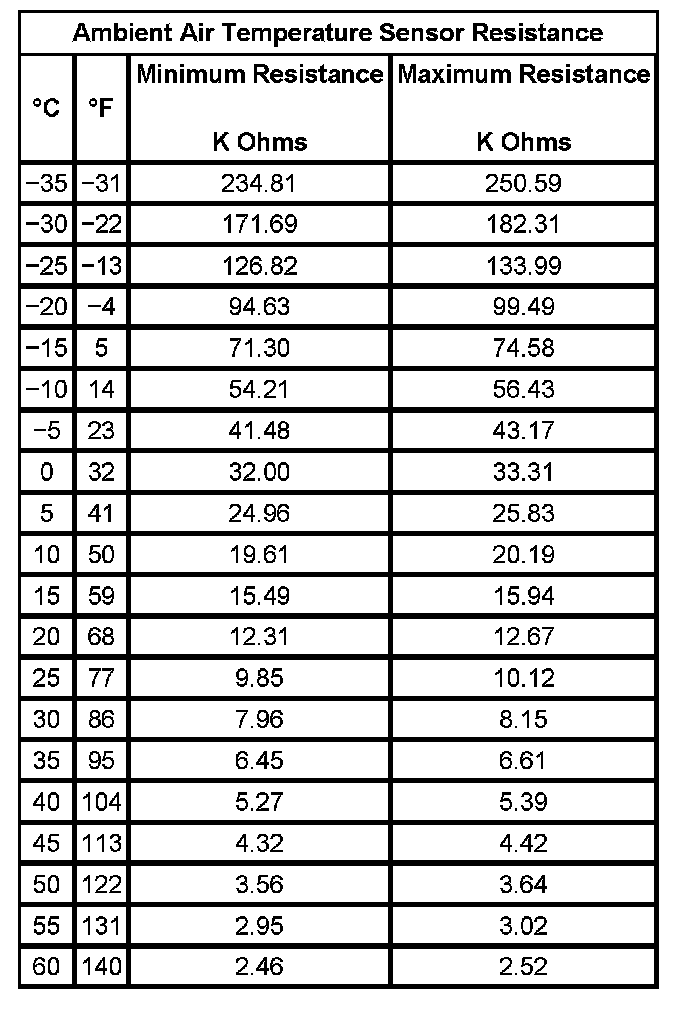 Ambient Air Temperature Sensor Resistance
°C °F Minimum Resistance Maximum Resistance
K Ohms K Ohms
−35 −31 234.81 250.59
−30 −22 171.69 182.31
−25 −13 126.82 133.99
−20 −4 94.63 99.49
−15 5 71.30 74.58
−10 14 54.21 56.43
−5 23 41.48 43.17
0 32 32.00 33.31
5 41 24.96 25.83
10 50 19.61 20.19
15 59 15.49 15.94
20 68 12.31 12.67
25 77 9.85 10.12
30 86 7.96 8.15
35 95 6.45 6.61
40 104 5.27 5.39
45 113 4.32 4.42
50 122 3.56 3.64
55 131 2.95 3.02
60 140 2.46 2.52